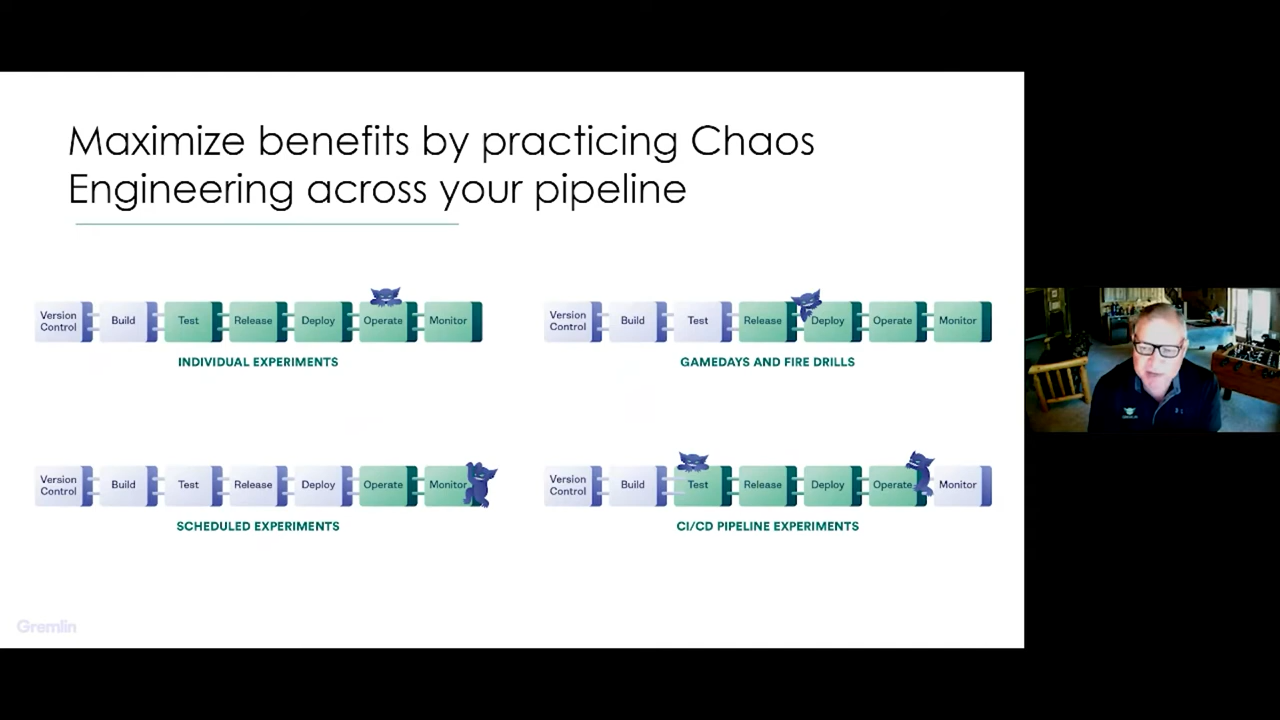 Maximize benefits by practicing Chaos
Engineering across your pipeline
Version
Control
Build
Test
Release
Deploy
Operate
Monitor
INDIVIDUAL EXPERIMENTS
Version
Control
Build
Test
Release
Deploy
Operate
Monitor
GAMEDAYS AND FIRE DRILLS
Version
Control
Build
Test
Release
Deploy
Operate
Monitor
SCHEDULED EXPERIMENTS
Version
Control
Build
Test
Release
Deploy
Operate
Monitor
CI/CD PIPELINE EXPERIMENTS
Gremlin